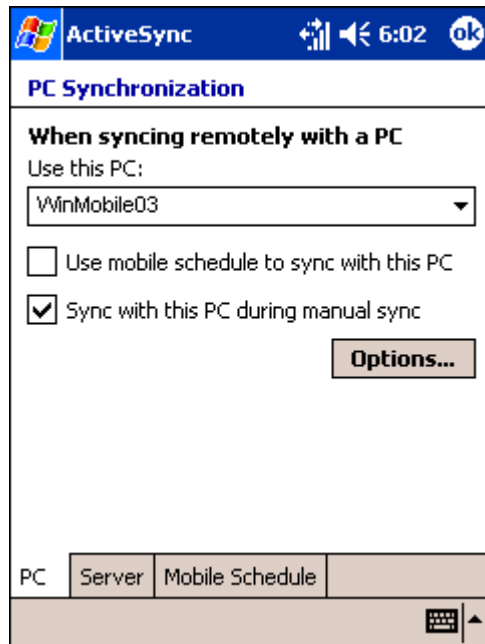 ActiveSync 6:02 ok
PC Synchronization
When syncing remotely with a PC
Use this PC:
WinMobile03
Use mobile schedule to sync with this PC
Sync with this PC during manual sync
Options...
PC Server Mobile Schedule